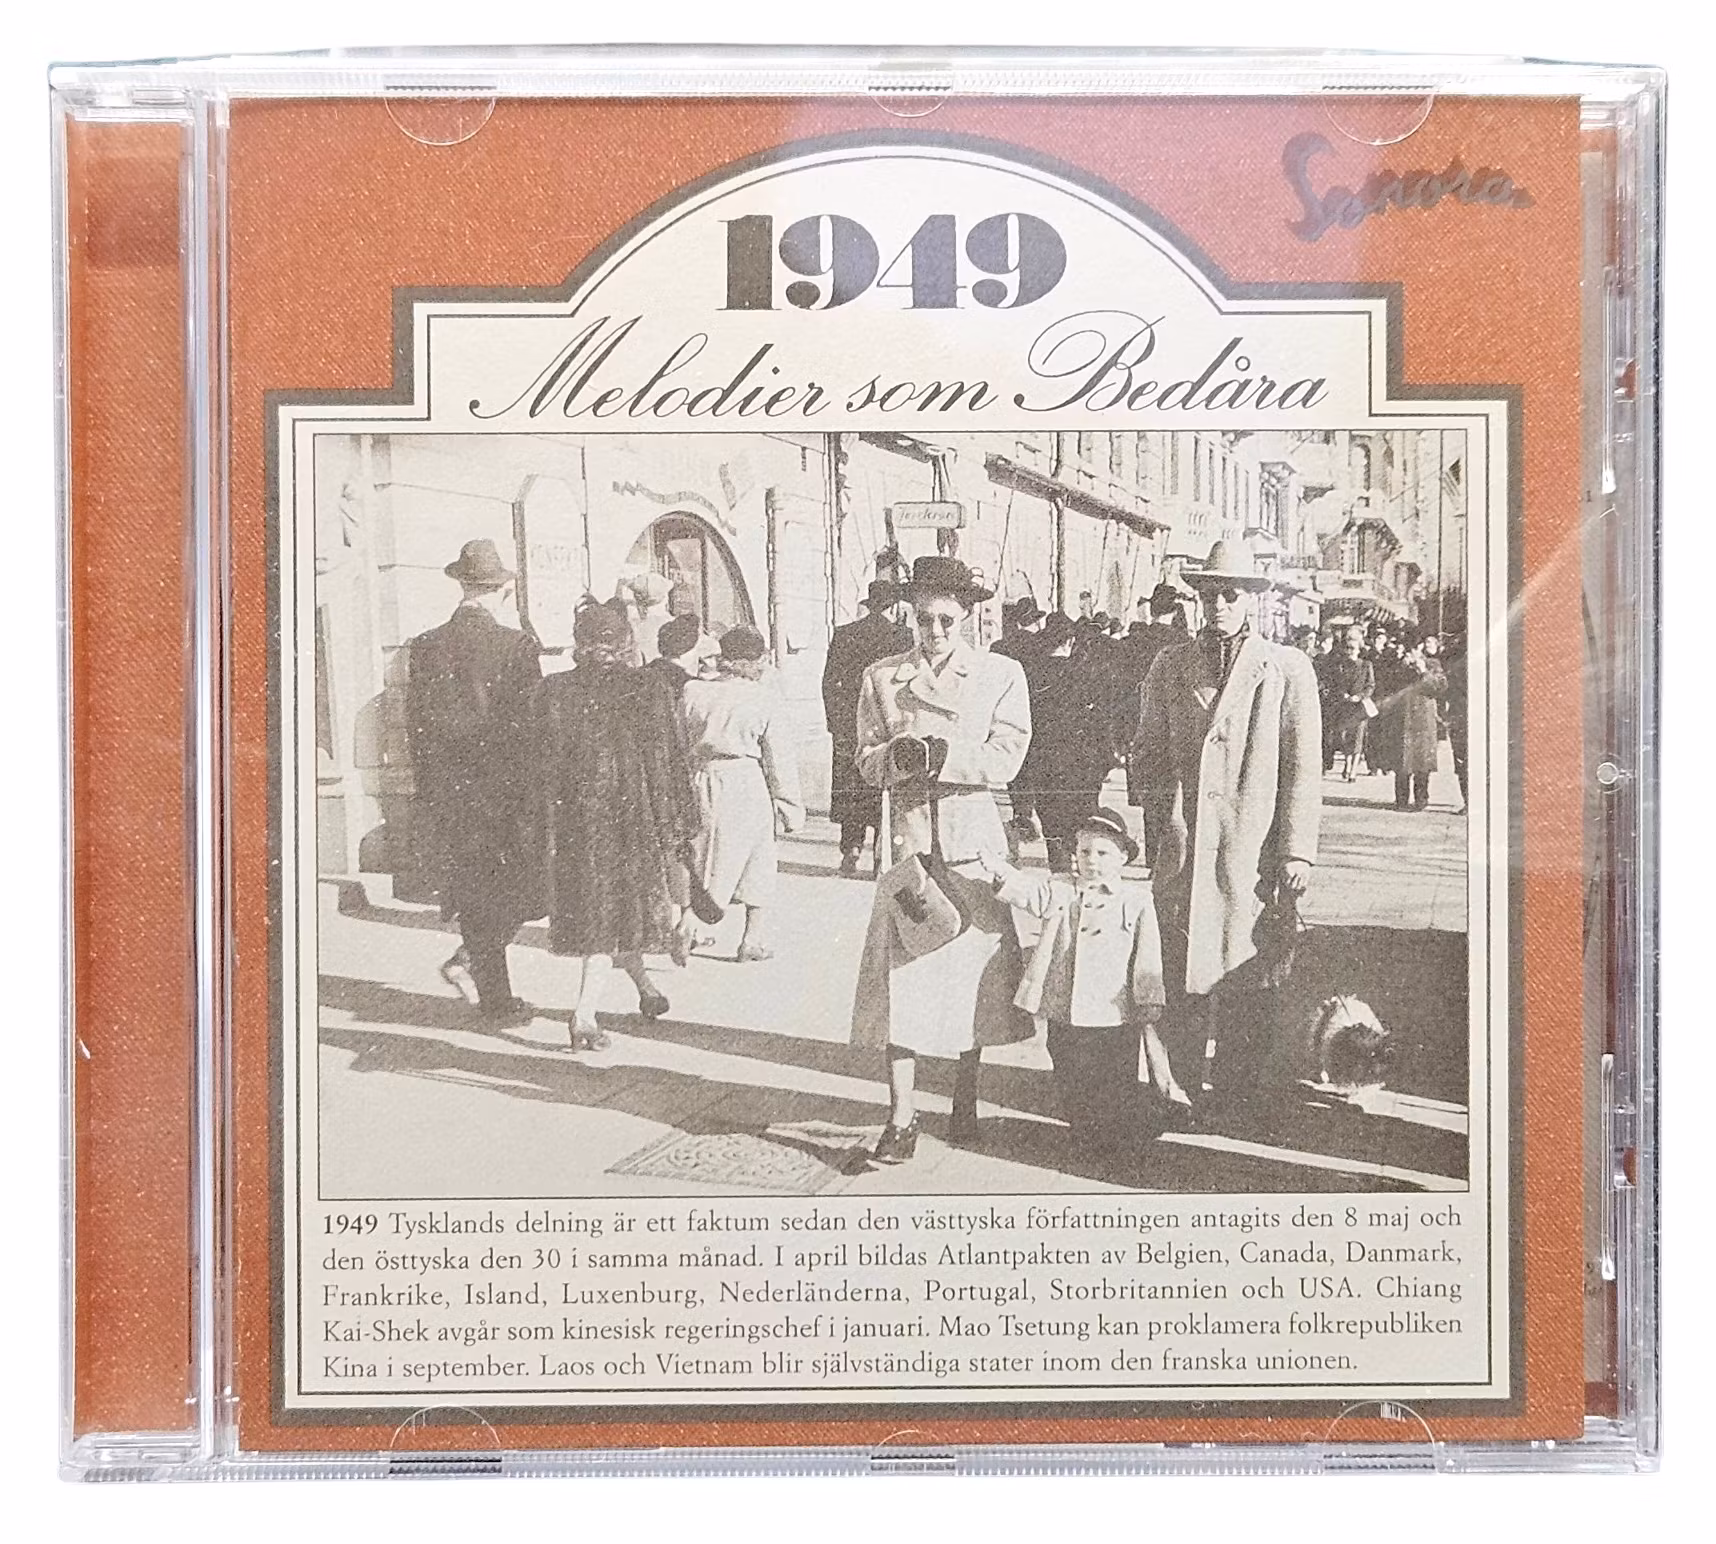 Sonora
1949
Melodier som Bedåra
1949 Tysklands delning är ett faktum sedan den västtyska författningen antagits den 8 maj och
den östtyska den 30 i samma månad. I april bildas Atlantpakten av Belgien, Canada, Danmark,
Frankrike, Island, Luxenburg, Nederländerna, Portugal, Storbritannien och USA. Chiang
Kai-Shek avgår som kinesisk regeringschef i januari. Mao Tsetung kan proklamera folkrepubliken
Kina i september. Laos och Vietnam blir självständiga stater inom den franska unionen.